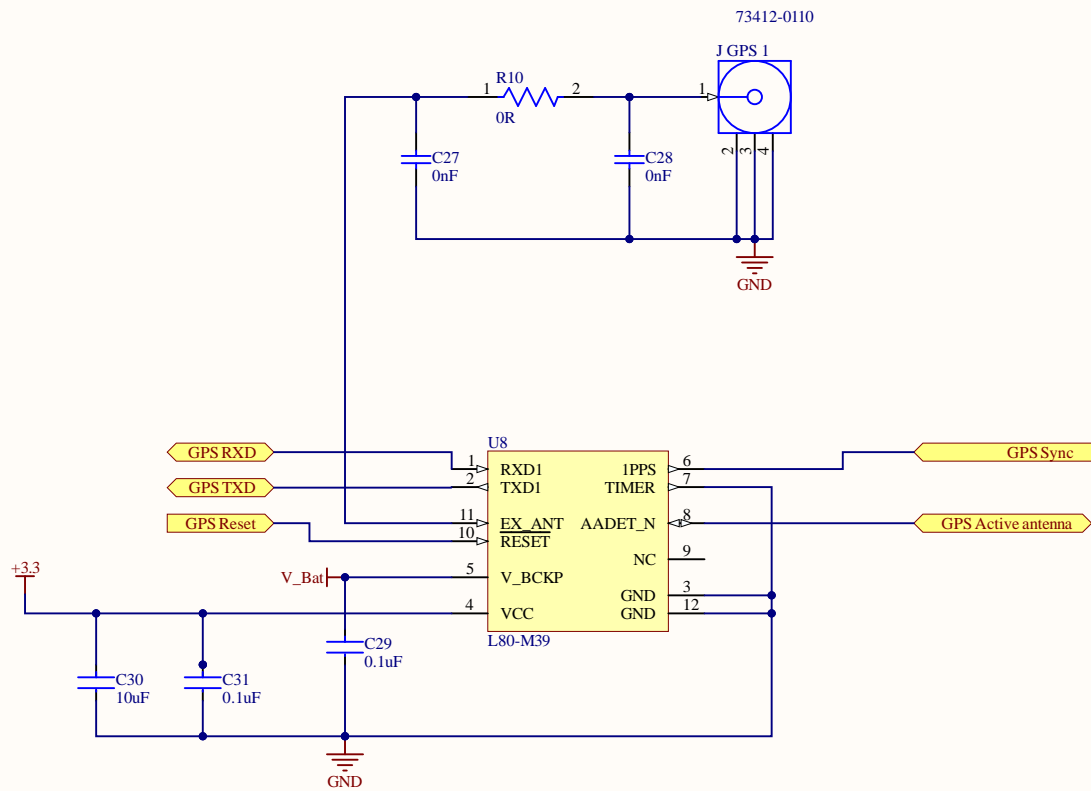 73412-0110
J GPS 1
R10
1
2
1
0R
C27
0nF
C28
0nF
2
3
4
GND
U8
GPS RXD
1
RXD1
1PPS
6
GPS Sync
GPS TXD
2
TXD1
TIMER
7
GPS Reset
11
EX_ANT
AADET_N
8
GPS Active antenna
10
RESET
NC
9
+3.3
V_Bat
5
V_BCKP
GND
3
4
VCC
GND
12
L80-M39
C29
0.1uF
C30
10uF
C31
0.1uF
GND